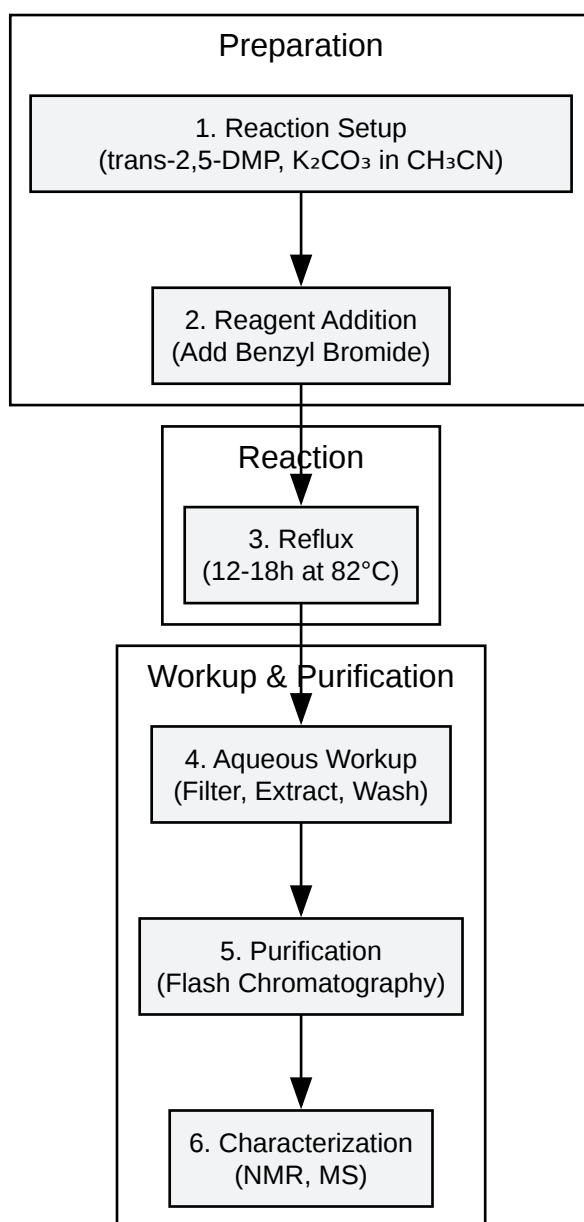 Preparation
1. Reaction Setup
(trans-2,5-DMP, K₂CO₃ in CH₃CN)
2. Reagent Addition
(Add Benzyl Bromide)
Reaction
3. Reflux
(12-18h at 82°C)
Workup & Purification
4. Aqueous Workup
(Filter, Extract, Wash)
5. Purification
(Flash Chromatography)
6. Characterization
(NMR, MS)